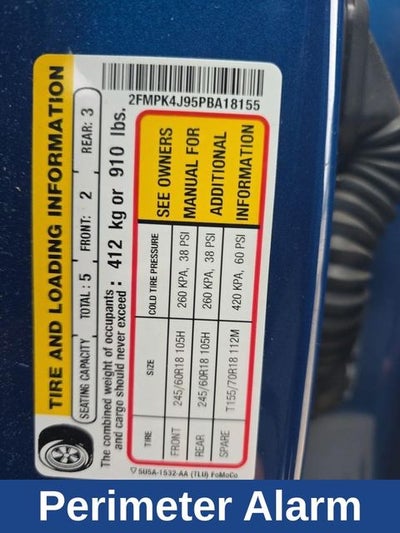 2FMPK4J95PBA18155
TIRE AND LOADING INFORMATION
SEATING CAPACITY TOTAL: 5 FRONT: 2 REAR: 3
The combined weight of occupants
and cargo should never exceed : 412 kg or 910 lbs.
TIRE SIZE COLD TIRE PRESSURE SEE OWNERS
FRONT 245/60R18 105H 260 KPA, 38 PSI MANUAL FOR
REAR 245/60R18 105H 260 KPA, 38 PSI ADDITIONAL
SPARE T155/70R18 112M 420 KPA, 60 PSI INFORMATION
5U5A-1532-AA (TLU) FoMoCo
Perimeter Alarm